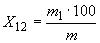 X₁₂ = m₁ · 100 / m